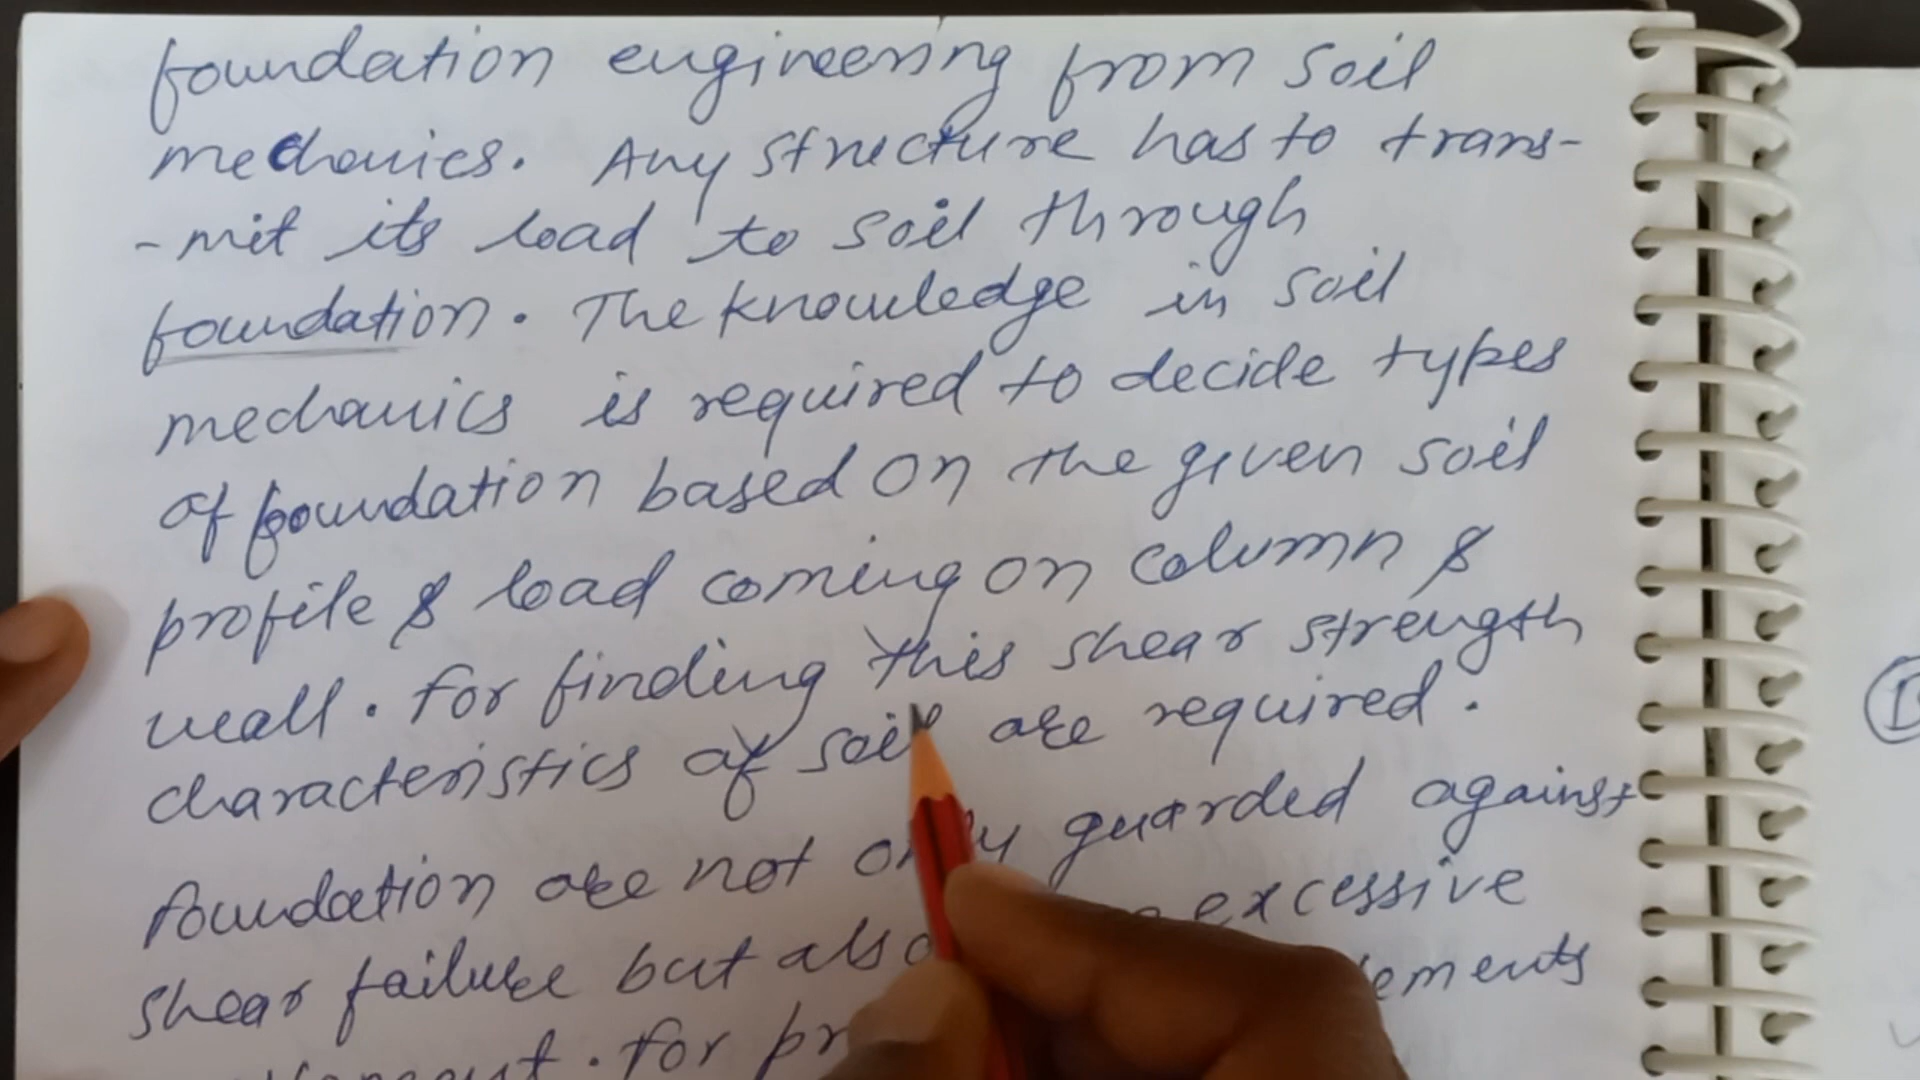 foundation engineering from soil
mechanics. Any structure has to trans-
-mit its load to soil through
foundation. The knowledge in soil
mechanics is required to decide types
of foundation based on the given soil
profile & load coming on column &
wall. For finding this shear strength
characteristics of soil are required.
foundation are not only guarded against
shear failure but also excessive
. for